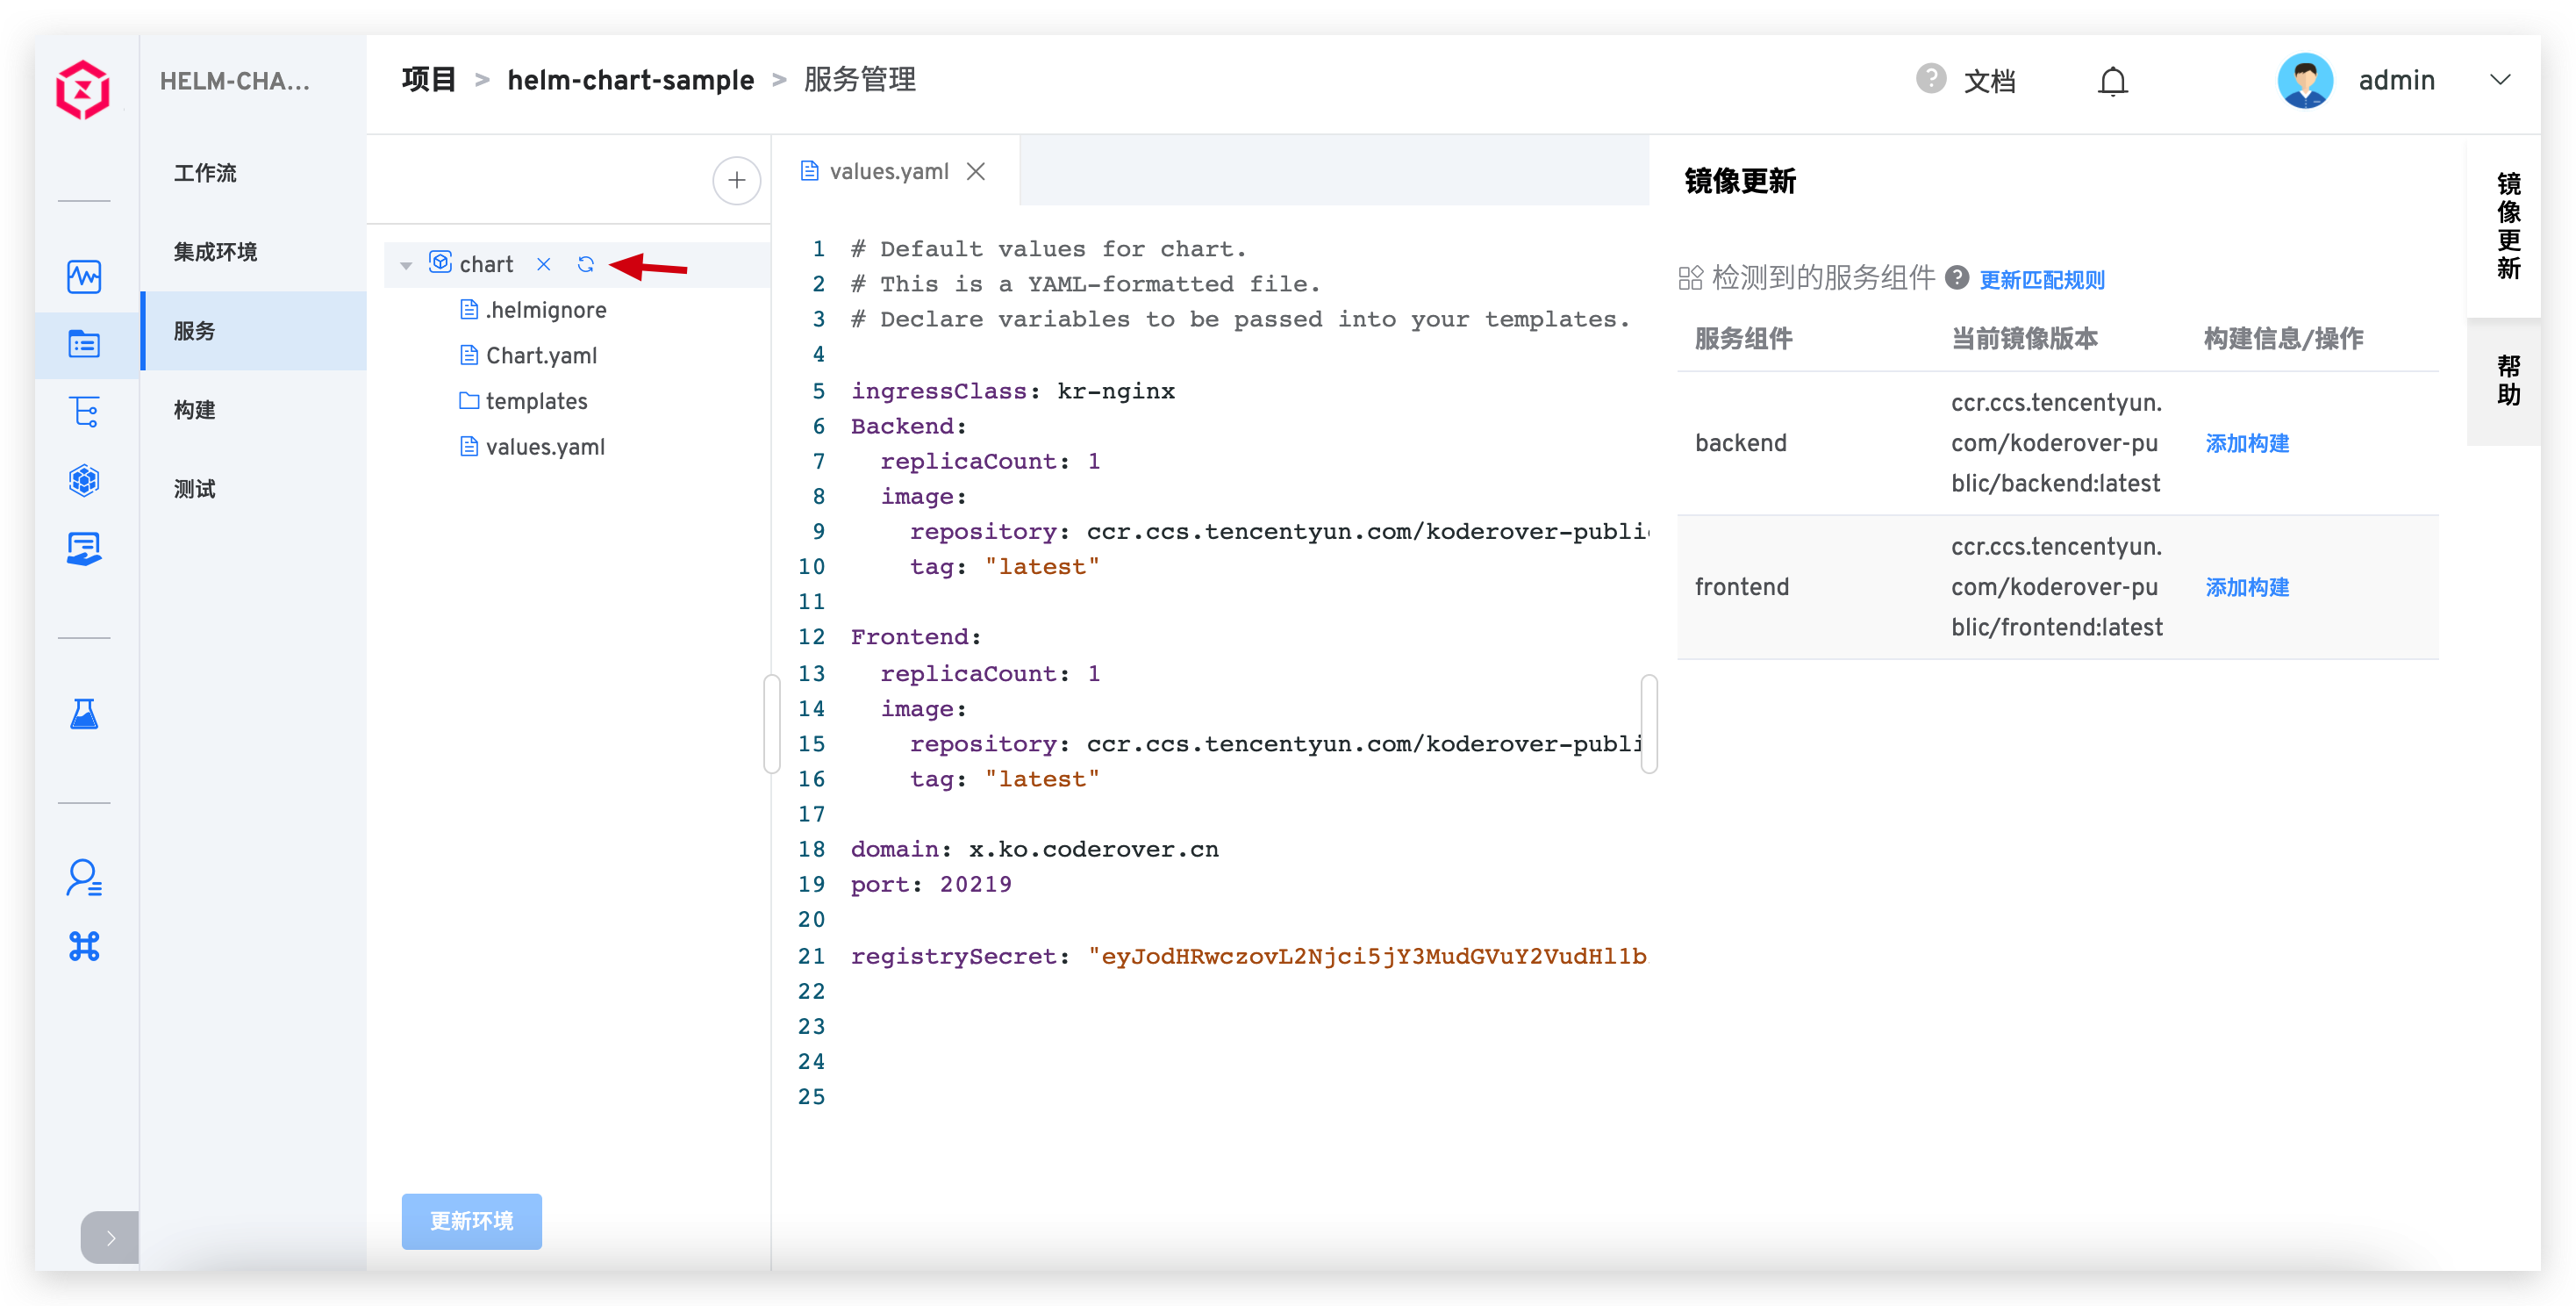 HELM-CHA...
项目 > helm-chart-sample > 服务管理
? 文档
admin
工作流
集成环境
服务
构建
测试
chart
.helmignore
Chart.yaml
templates
values.yaml
更新环境
values.yaml
1 # Default values for chart.
2 # This is a YAML-formatted file.
3 # Declare variables to be passed into your templates.
4
5 ingressClass: kr-nginx
6 Backend:
7 replicaCount: 1
8 image:
9 repository: ccr.ccs.tencentyun.com/koderover-public
10 tag: "latest"
11
12 Frontend:
13 replicaCount: 1
14 image:
15 repository: ccr.ccs.tencentyun.com/koderover-publi
16 tag: "latest"
17
18 domain: x.ko.coderover.cn
19 port: 20219
20
21 registrySecret: "eyJodHRwczovL2Njci5jY3MudGVuY2VudHl1b
22
23
24
25
镜像更新
检测到的服务组件 ? 更新匹配规则
服务组件 当前镜像版本 构建信息/操作
ccr.ccs.tencentyun.
backend com/koderover-pu 添加构建
blic/backend:latest
ccr.ccs.tencentyun.
frontend com/koderover-pu 添加构建
blic/frontend:latest
镜像更新
帮助